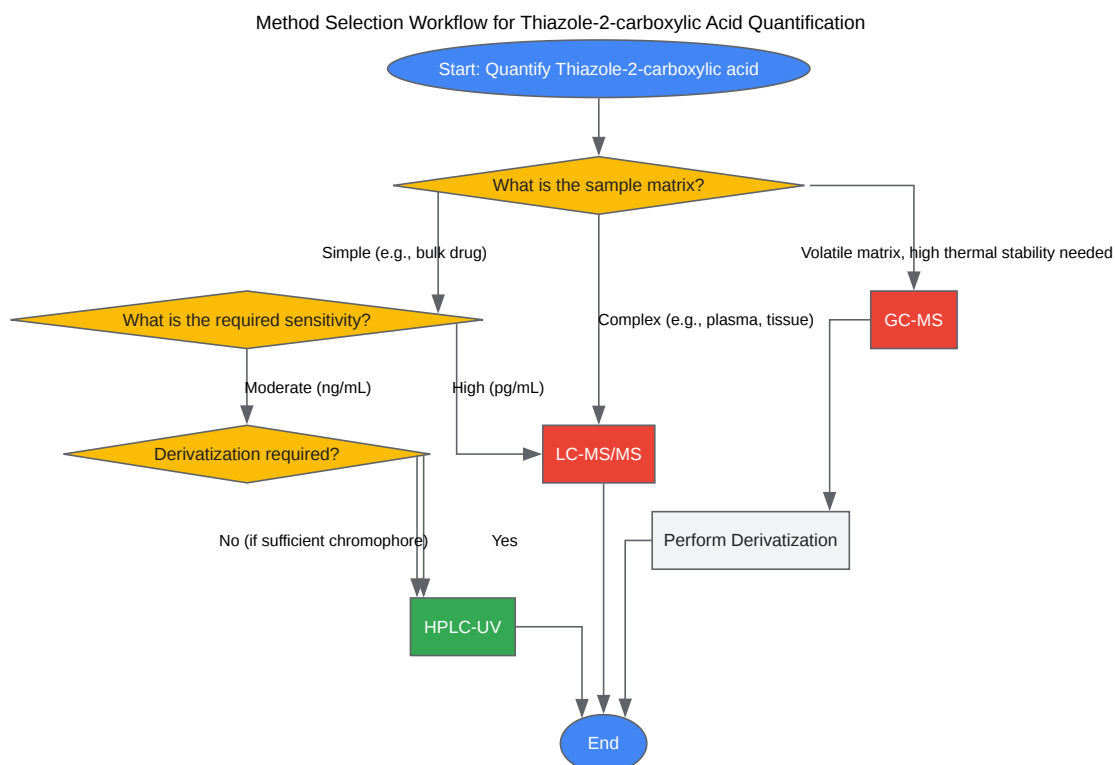 Method Selection Workflow for Thiazole-2-carboxylic Acid Quantification
Start: Quantify Thiazole-2-carboxylic acid
What is the sample matrix?
Simple (e.g., bulk drug)
Volatile matrix, high thermal stability needed
What is the required sensitivity?
Complex (e.g., plasma, tissue)
GC-MS
Moderate (ng/mL)
High (pg/mL)
Derivatization required?
LC-MS/MS
No (if sufficient chromophore)
Yes
Perform Derivatization
HPLC-UV
End